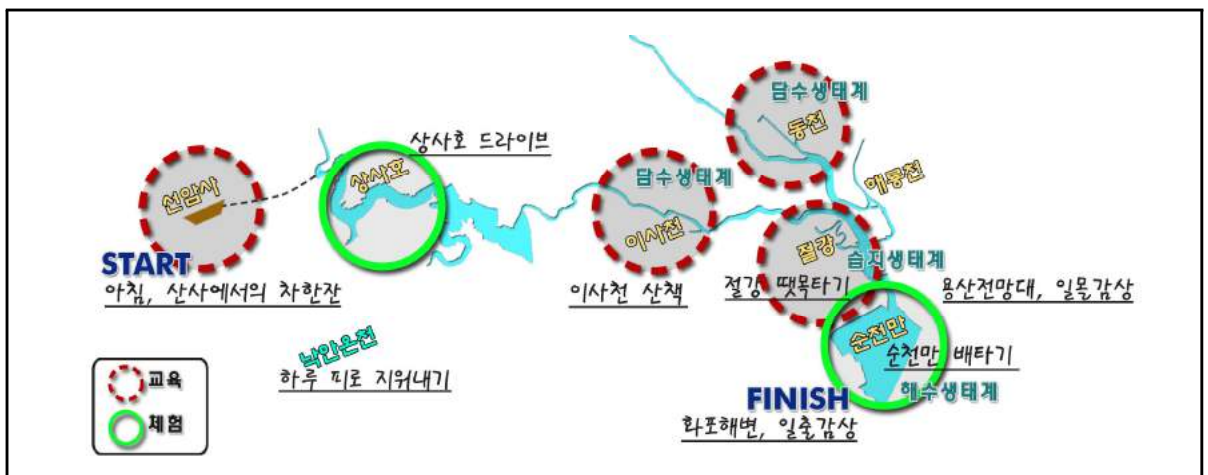 담수생태계
동천
상사호 드라이브
해룡천
상사호
담수생태계
선암사
이사천
절강
습지생태계
START
아침, 산사에서의 차한잔
이사천 산책
절강 뗏목타기
용산전망대, 일몰감상
순천만
낙안온천
하루 피로 지워내기
순천만 배타기
교육
체험
FINISH
해수생태계
화포해변, 일출감상